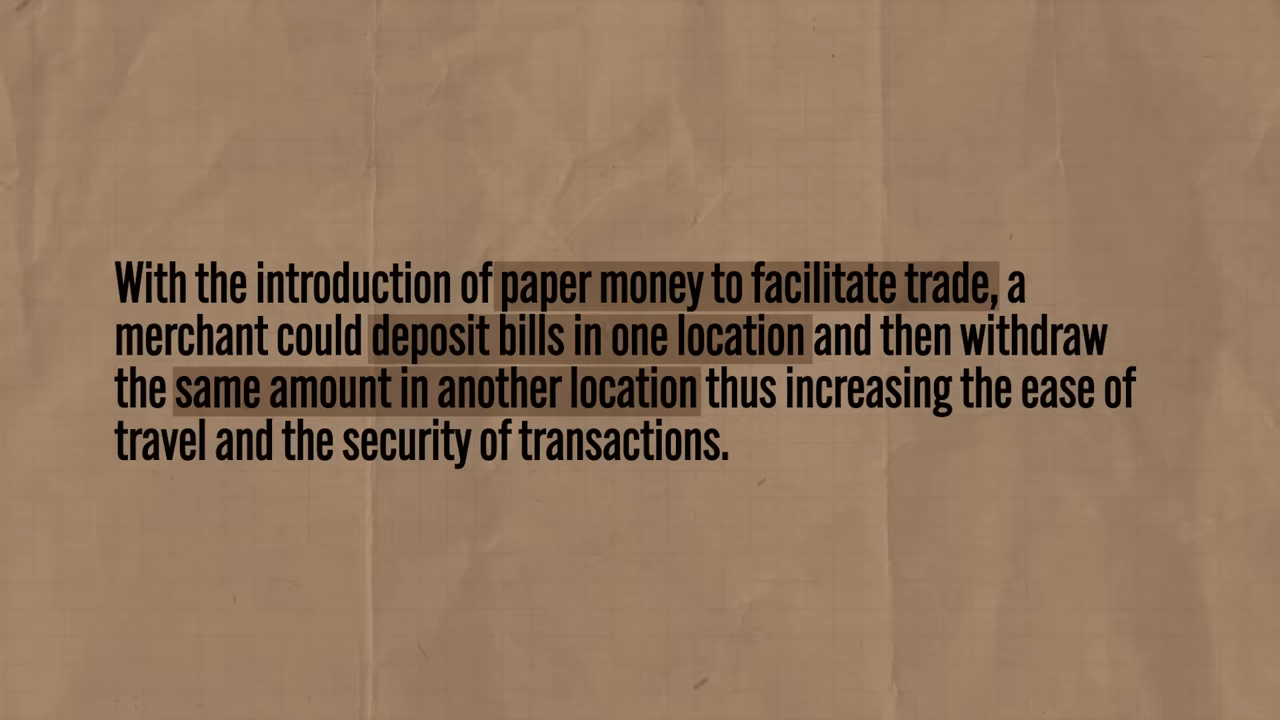 With the introduction of paper money to facilitate trade, a
merchant could deposit bills in one location and then withdraw
the same amount in another location thus increasing the ease of
travel and the security of transactions.